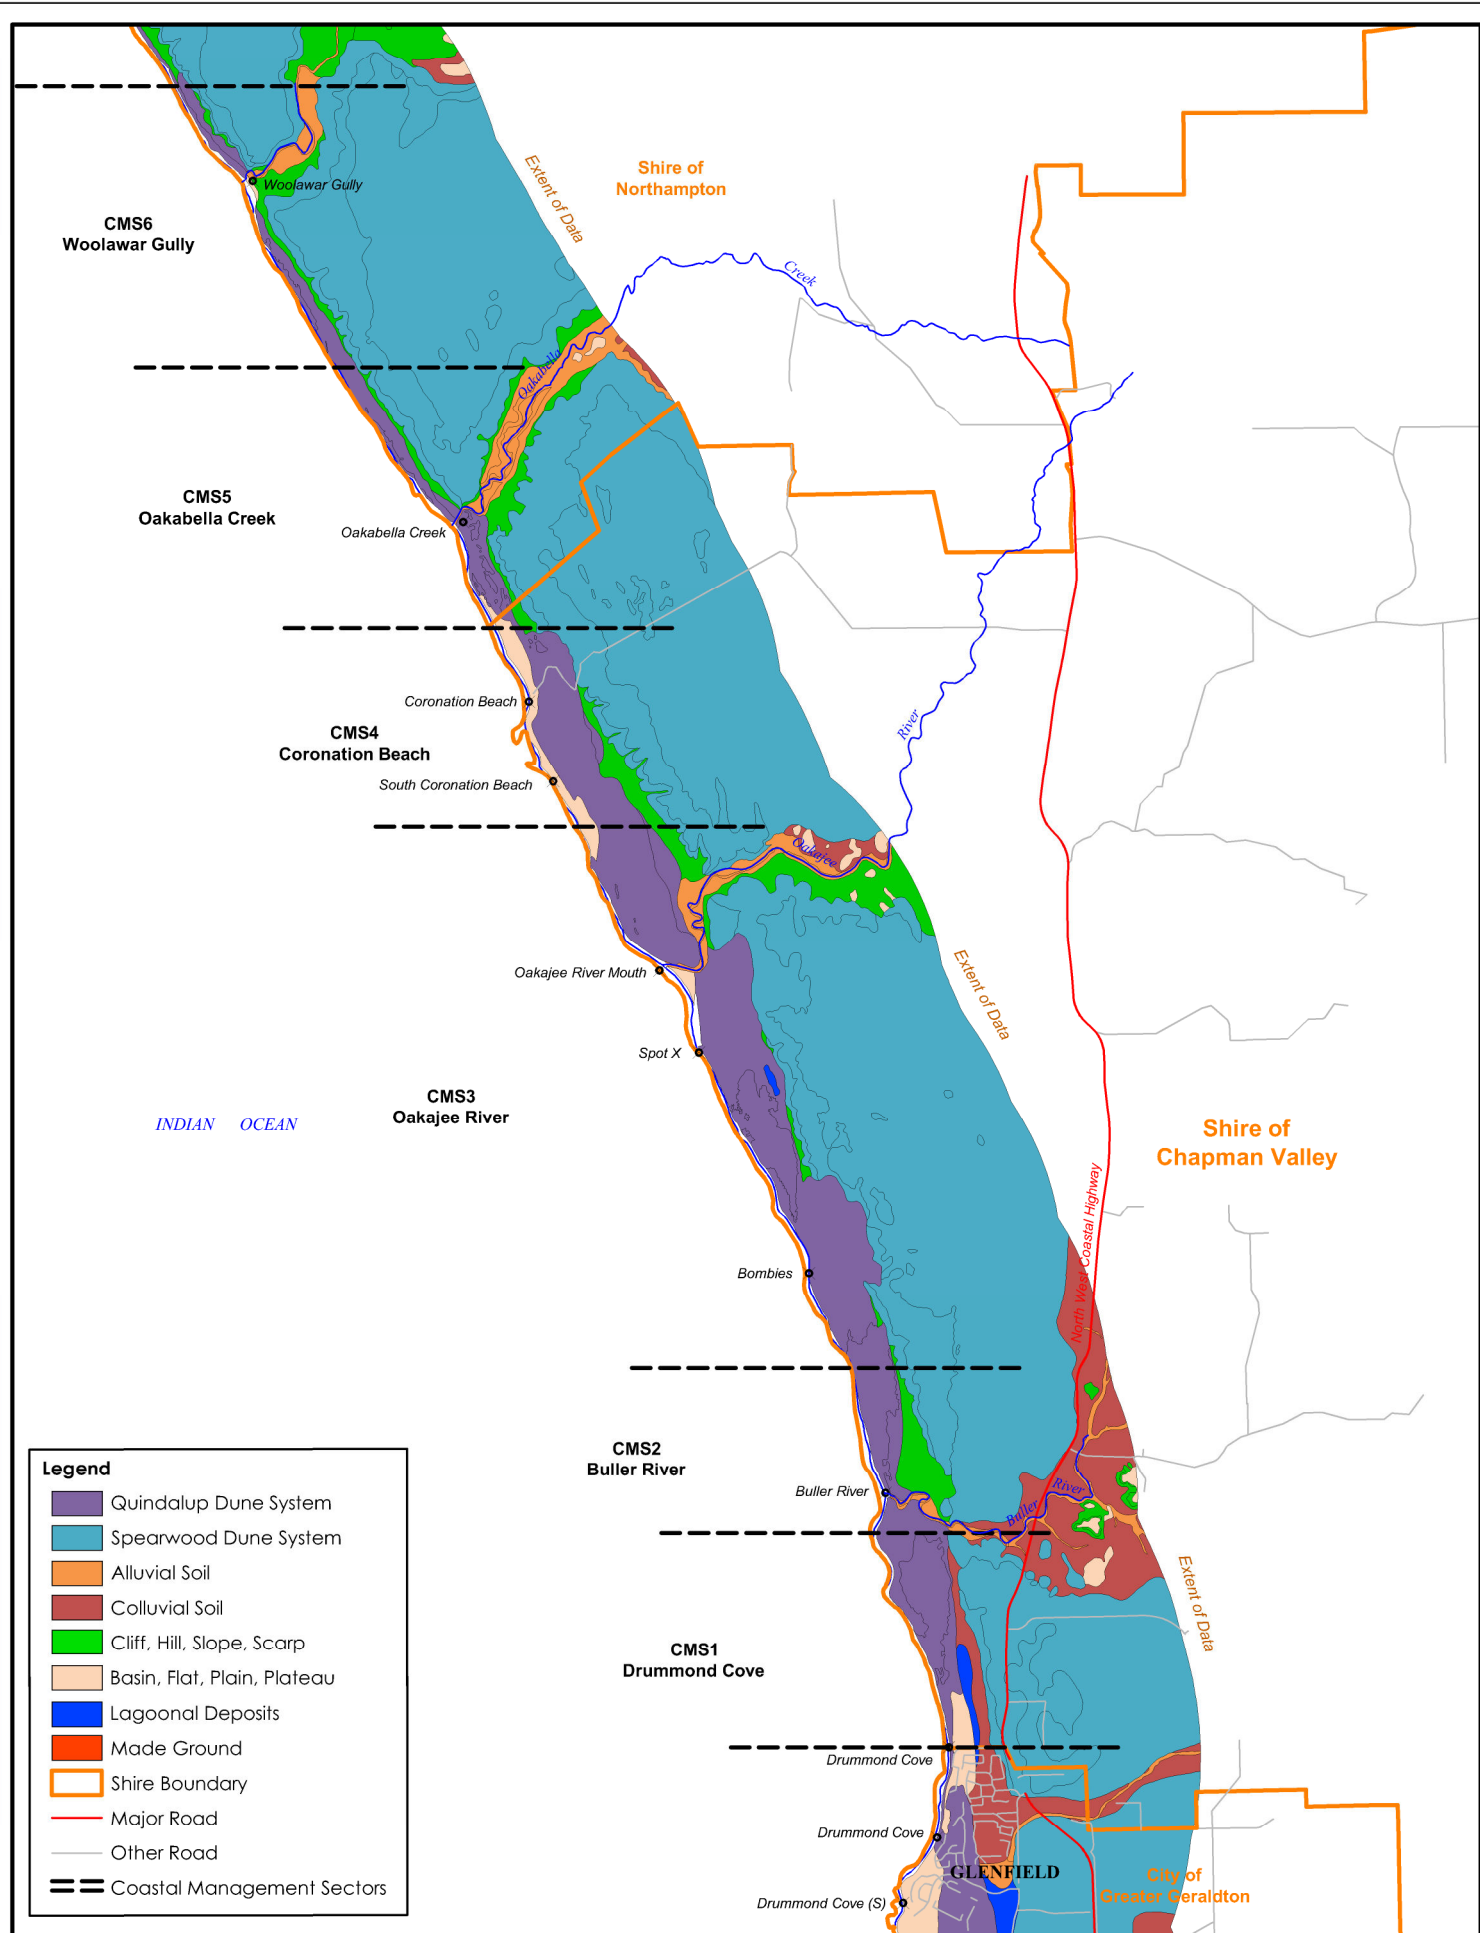 Shire of
Northampton
Extent of Data
Woolawar Gully
CMS6
Woolawar Gully
Creek
Oakabella
CMS5
Oakabella Creek
Oakabella Creek
Coronation Beach
River
CMS4
Coronation Beach
South Coronation Beach
Oakajee
Oakajee River Mouth
Extent of Data
Spot X
CMS3
Oakajee River
INDIAN OCEAN
Shire of
Chapman Valley
North West Coastal Highway
Bombies
CMS2
Buller River
Buller River
Buller River
Extent of Data
CMS1
Drummond Cove
Drummond Cove
Drummond Cove
GLENFIELD
City of
Greater Geraldton
Drummond Cove (S)
Legend
Quindalup Dune System
Spearwood Dune System
Alluvial Soil
Colluvial Soil
Cliff, Hill, Slope, Scarp
Basin, Flat, Plain, Plateau
Lagoonal Deposits
Made Ground
Shire Boundary
Major Road
Other Road
Coastal Management Sectors